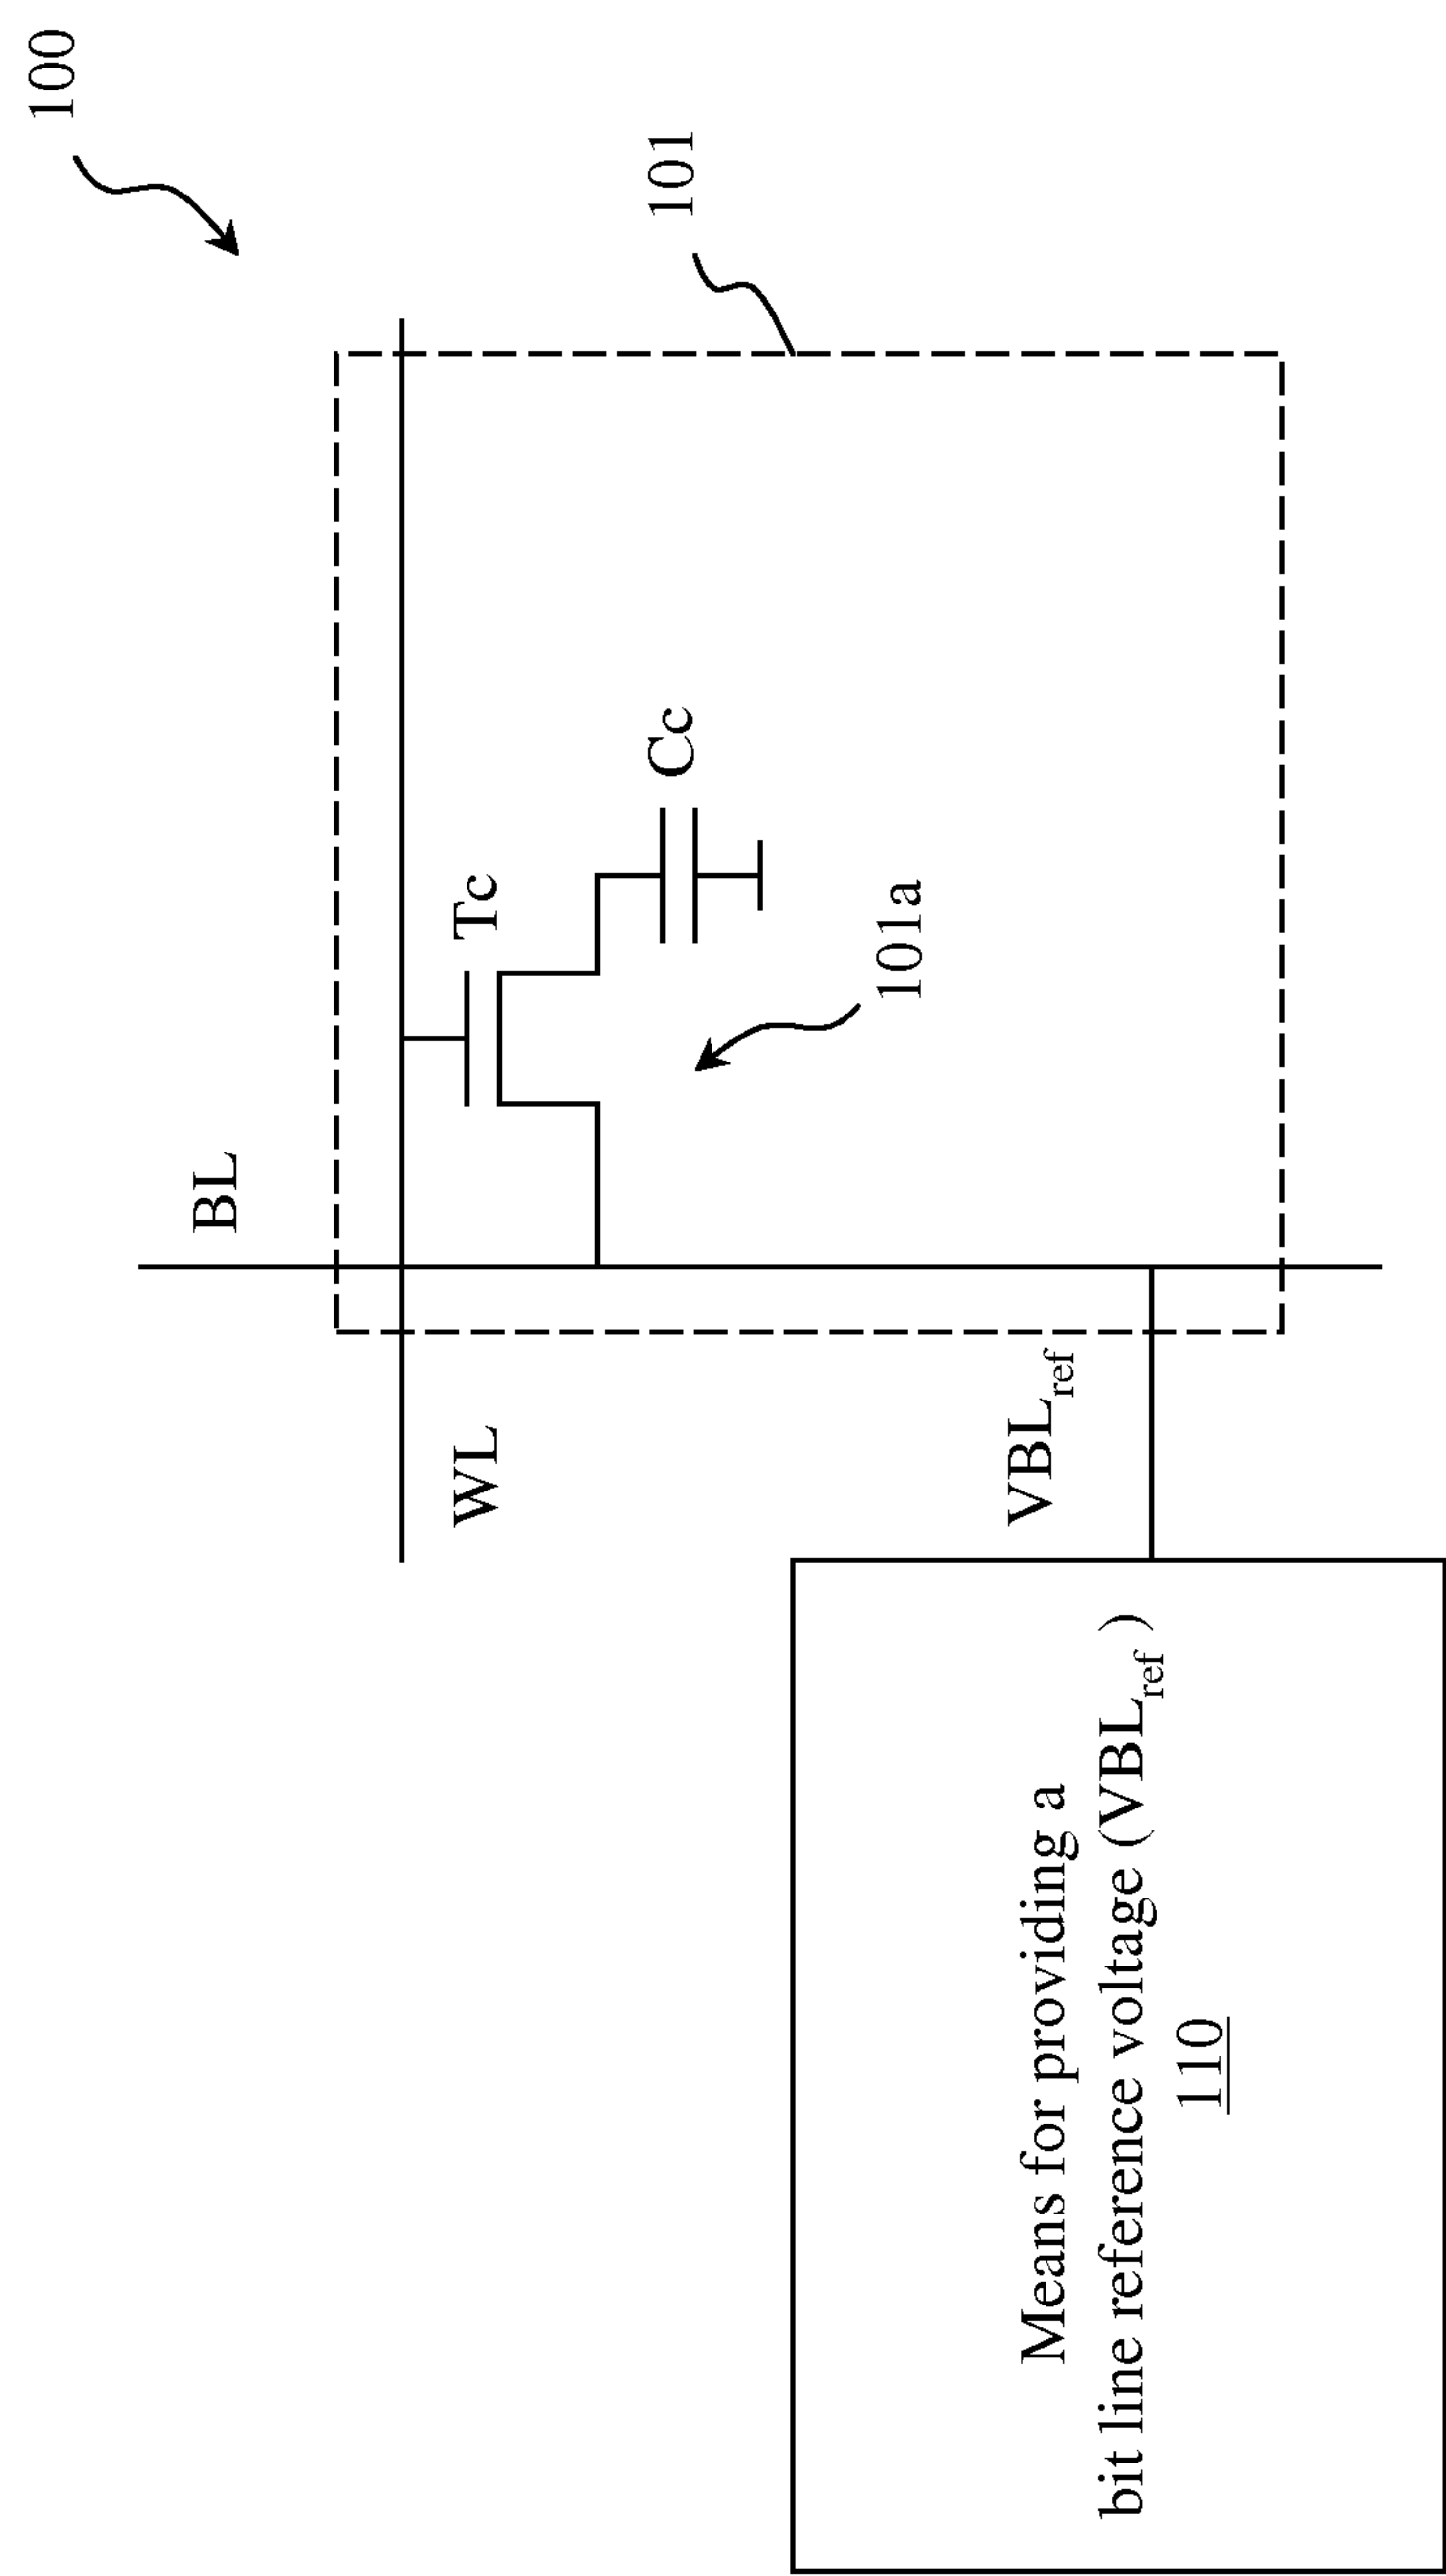 100
101
BL
Tc
Cc
WL
101a
VBLref
Means for providing a
bit line reference voltage (VBLref)
110